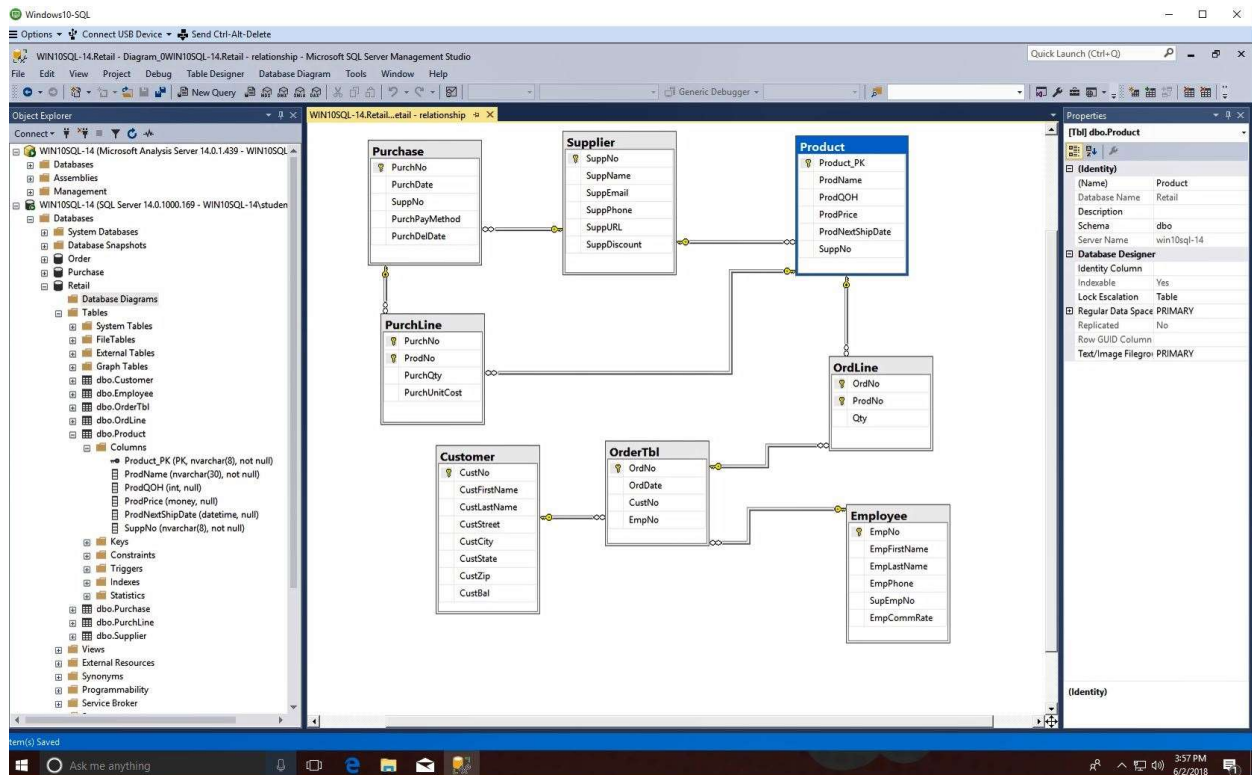 Windows10-SQL
Options Connect USB Device Send Ctrl-Alt-Delete
WIN10SQL-14.Retail - Diagram_0WIN10SQL-14.Retail - relationship - Microsoft SQL Server Management Studio
Quick Launch (Ctrl+Q)
File Edit View Project Debug Table Designer Database Diagram Tools Window Help
New Query Generic Debugger
Object Explorer
Connect
WIN10SQL-14 (Microsoft Analysis Server 14.0.1.439 - WIN10SQL
Databases
Assemblies
Management
WIN10SQL-14 (SQL Server 14.0.1000.169 - WIN10SQL-14\studen
Databases
System Databases
Database Snapshots
Order
Purchase
Retail
Database Diagrams
Tables
System Tables
FileTables
External Tables
Graph Tables
dbo.Customer
dbo.Employee
dbo.OrderTbl
dbo.OrdLine
dbo.Product
Columns
Product_PK (PK, nvarchar(8), not null)
ProdName (nvarchar(30), not null)
ProdQOH (int, null)
ProdPrice (money, null)
ProdNextShipDate (datetime, null)
SuppNo (nvarchar(8), not null)
Keys
Constraints
Triggers
Indexes
Statistics
dbo.Purchase
dbo.PurchLine
dbo.Supplier
Views
External Resources
Synonyms
Programmability
Service Broker
WIN10SQL-14.Retail...etail - relationship
Purchase
PurchNo
PurchDate
SuppNo
PurchPayMethod
PurchDelDate
Supplier
SuppNo
SuppName
SuppEmail
SuppPhone
SuppURL
SuppDiscount
Product
Product_PK
ProdName
ProdQOH
ProdPrice
ProdNextShipDate
SuppNo
PurchLine
PurchNo
ProdNo
PurchQty
PurchUnitCost
OrdLine
OrdNo
ProdNo
Qty
Customer
CustNo
CustFirstName
CustLastName
CustStreet
CustCity
CustState
CustZip
CustBal
OrderTbl
OrdNo
OrdDate
CustNo
EmpNo
Employee
EmpNo
EmpFirstName
EmpLastName
EmpPhone
SupEmpNo
EmpCommRate
Properties
[Tbl] dbo.Product
(Identity)
(Name) Product
Database Name Retail
Description
Schema dbo
Server Name win10sql-14
Database Designer
Identity Column
Indexable Yes
Lock Escalation Table
Regular Data Space PRIMARY
Replicated No
Row GUID Column
Text/Image Filegro PRIMARY
(Identity)
tem(s) Saved
Ask me anything
3:57 PM
6/2/2018